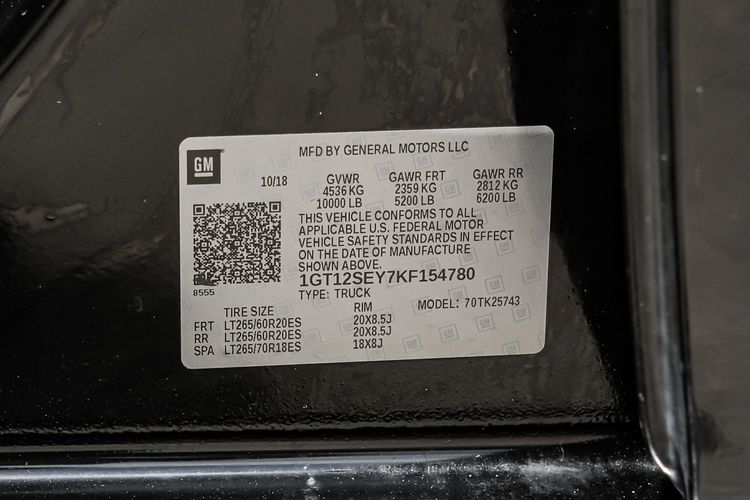 GM
MFD BY GENERAL MOTORS LLC
10/18
GVWR GAWR FRT GAWR RR
4536 KG 2359 KG 2812 KG
10000 LB 5200 LB 6200 LB
THIS VEHICLE CONFORMS TO ALL
APPLICABLE U.S. FEDERAL MOTOR
VEHICLE SAFETY STANDARDS IN EFFECT
ON THE DATE OF MANUFACTURE
SHOWN ABOVE.
1GT12SEY7KF154780
8555
TYPE: TRUCK
MODEL: 70TK25743
TIRE SIZE RIM
FRT LT265/60R20ES 20X8.5J
RR LT265/60R20ES 20X8.5J
SPA LT265/70R18ES 18X8J